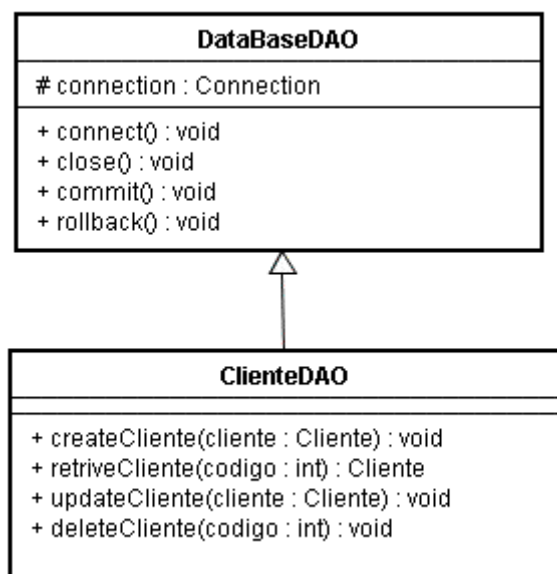 DataBaseDAO
# connection : Connection
+ connect() : void
+ close() : void
+ commit() : void
+ rollback() : void
ClienteDAO
+ createCliente(cliente : Cliente) : void
+ retriveCliente(codigo : int) : Cliente
+ updateCliente(cliente : Cliente) : void
+ deleteCliente(codigo : int) : void